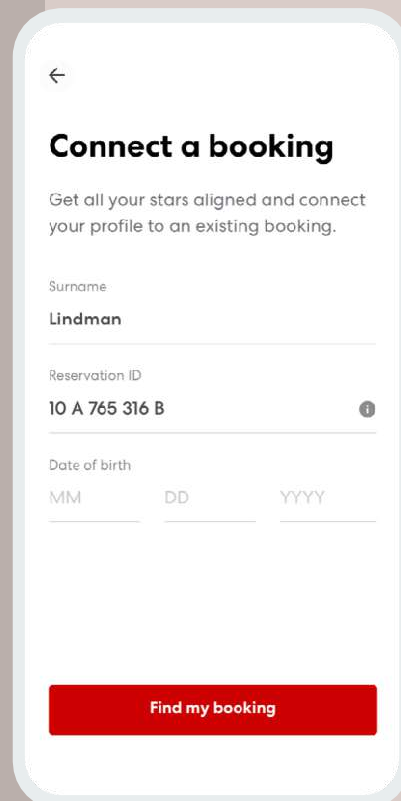 Connect a booking
Get all your stars aligned and connect
your profile to an existing booking.
Surname
Lindman
Reservation ID
10 A 765 316 B
i
Date of birth
MM DD YYYY
Find my booking